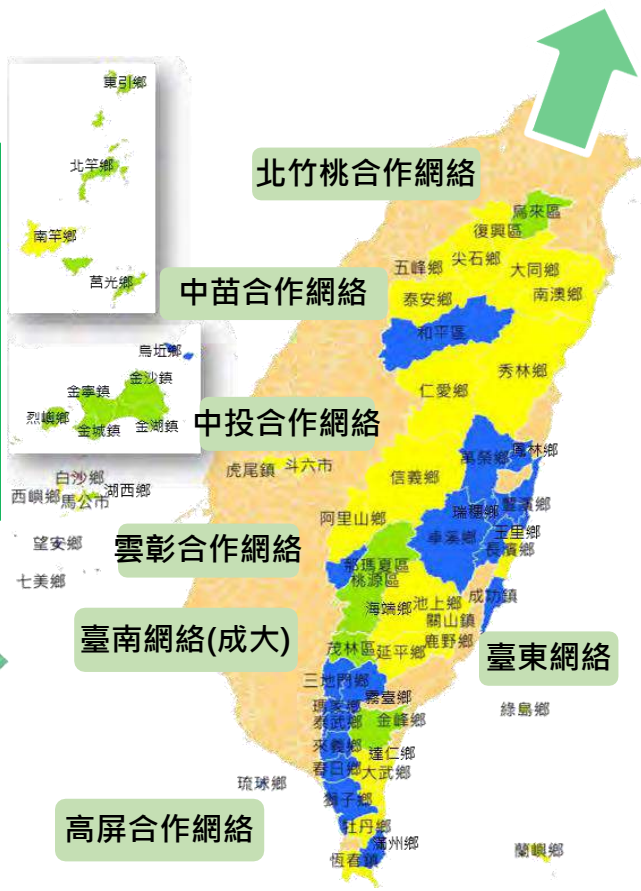 東引鄉
北竿鄉
南竿鄉
莒光鄉
北竹桃合作網絡
烏來區
復興區
五峰鄉
尖石鄉
大同鄉
泰安鄉
南澳鄉
中苗合作網絡
和平區
烏坵鄉
金沙鎮
金寧鎮
烈嶼鄉
金城鎮
金湖鎮
秀林鄉
仁愛鄉
中投合作網絡
虎尾鎮
斗六市
信義鄉
萬榮鄉
鳳林鄉
白沙鄉
西嶼鄉
馬公市
湖西鄉
豐濱鄉
瑞穗鄉
阿里山鄉
卓溪鄉
玉里鄉
望安鄉
雲彰合作網絡
長濱鄉
那瑪夏區
桃源區
七美鄉
海端鄉
池上鄉
成功鎮
關山鎮
臺南網絡(成大)
茂林區
延平鄉
鹿野鄉
臺東網絡
三地門鄉
霧臺鄉
瑪家鄉
泰武鄉
金峰鄉
綠島鄉
來義鄉
達仁鄉
春日鄉
大武鄉
琉球鄉
獅子鄉
高屏合作網絡
牡丹鄉
滿州鄉
恆春鎮
蘭嶼鄉